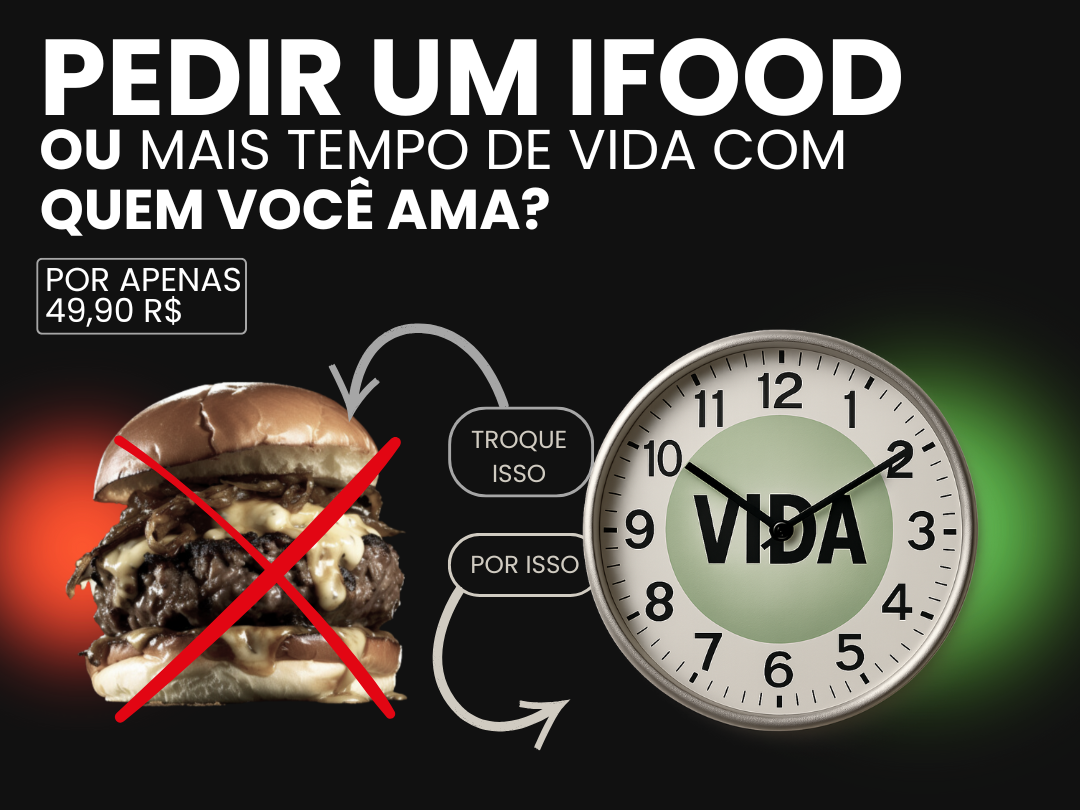 PEDIR UM IFOOD
OU MAIS TEMPO DE VIDA COM
QUEM VOCÊ AMA?
POR APENAS
49,90 R$
TROQUE
ISSO
POR ISSO
12
1
2
3
4
5
6
7
8
9
10
11
VIDA